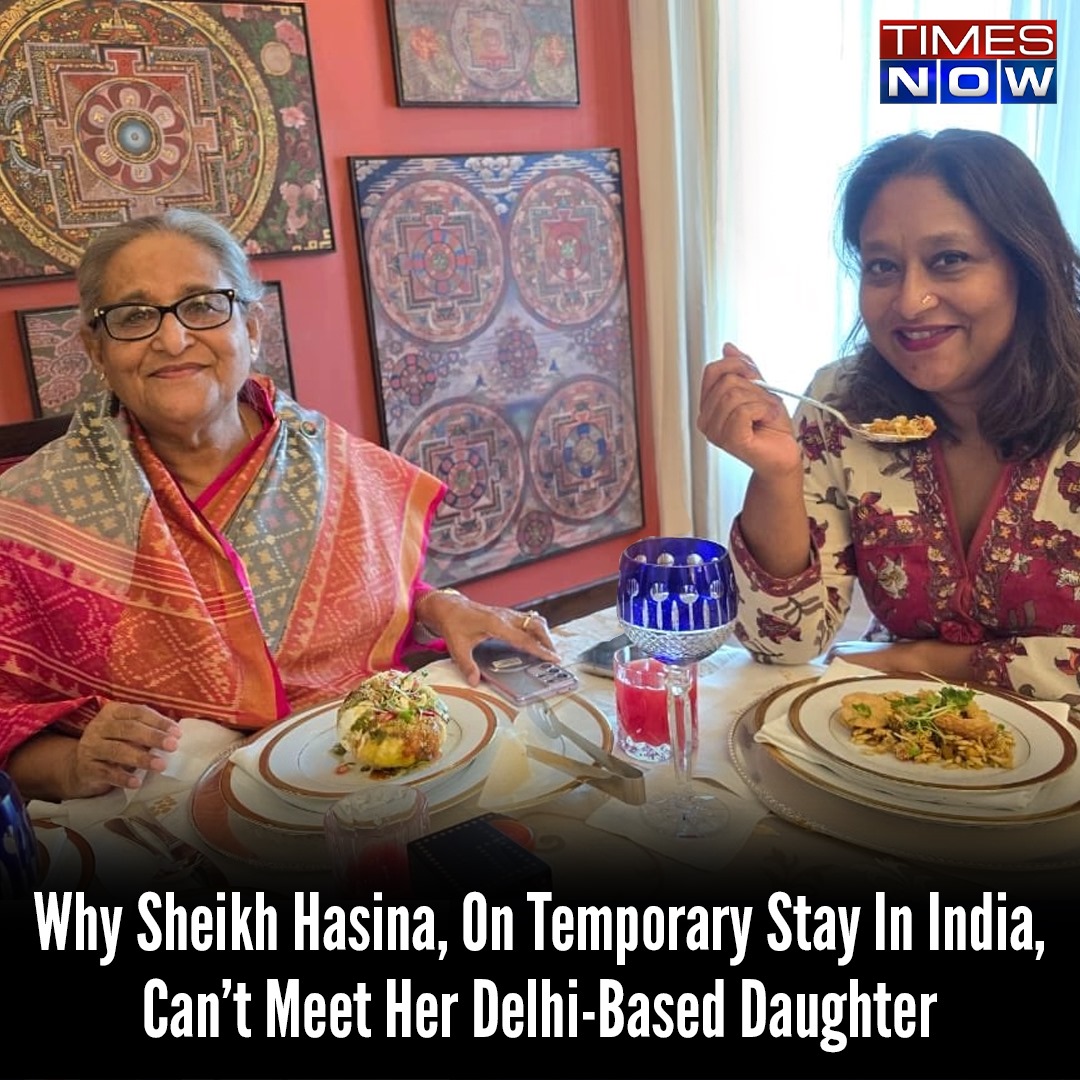 TIMES
NOW
Why Sheikh Hasina, On Temporary Stay In India,
Can't Meet Her Delhi-Based Daughter